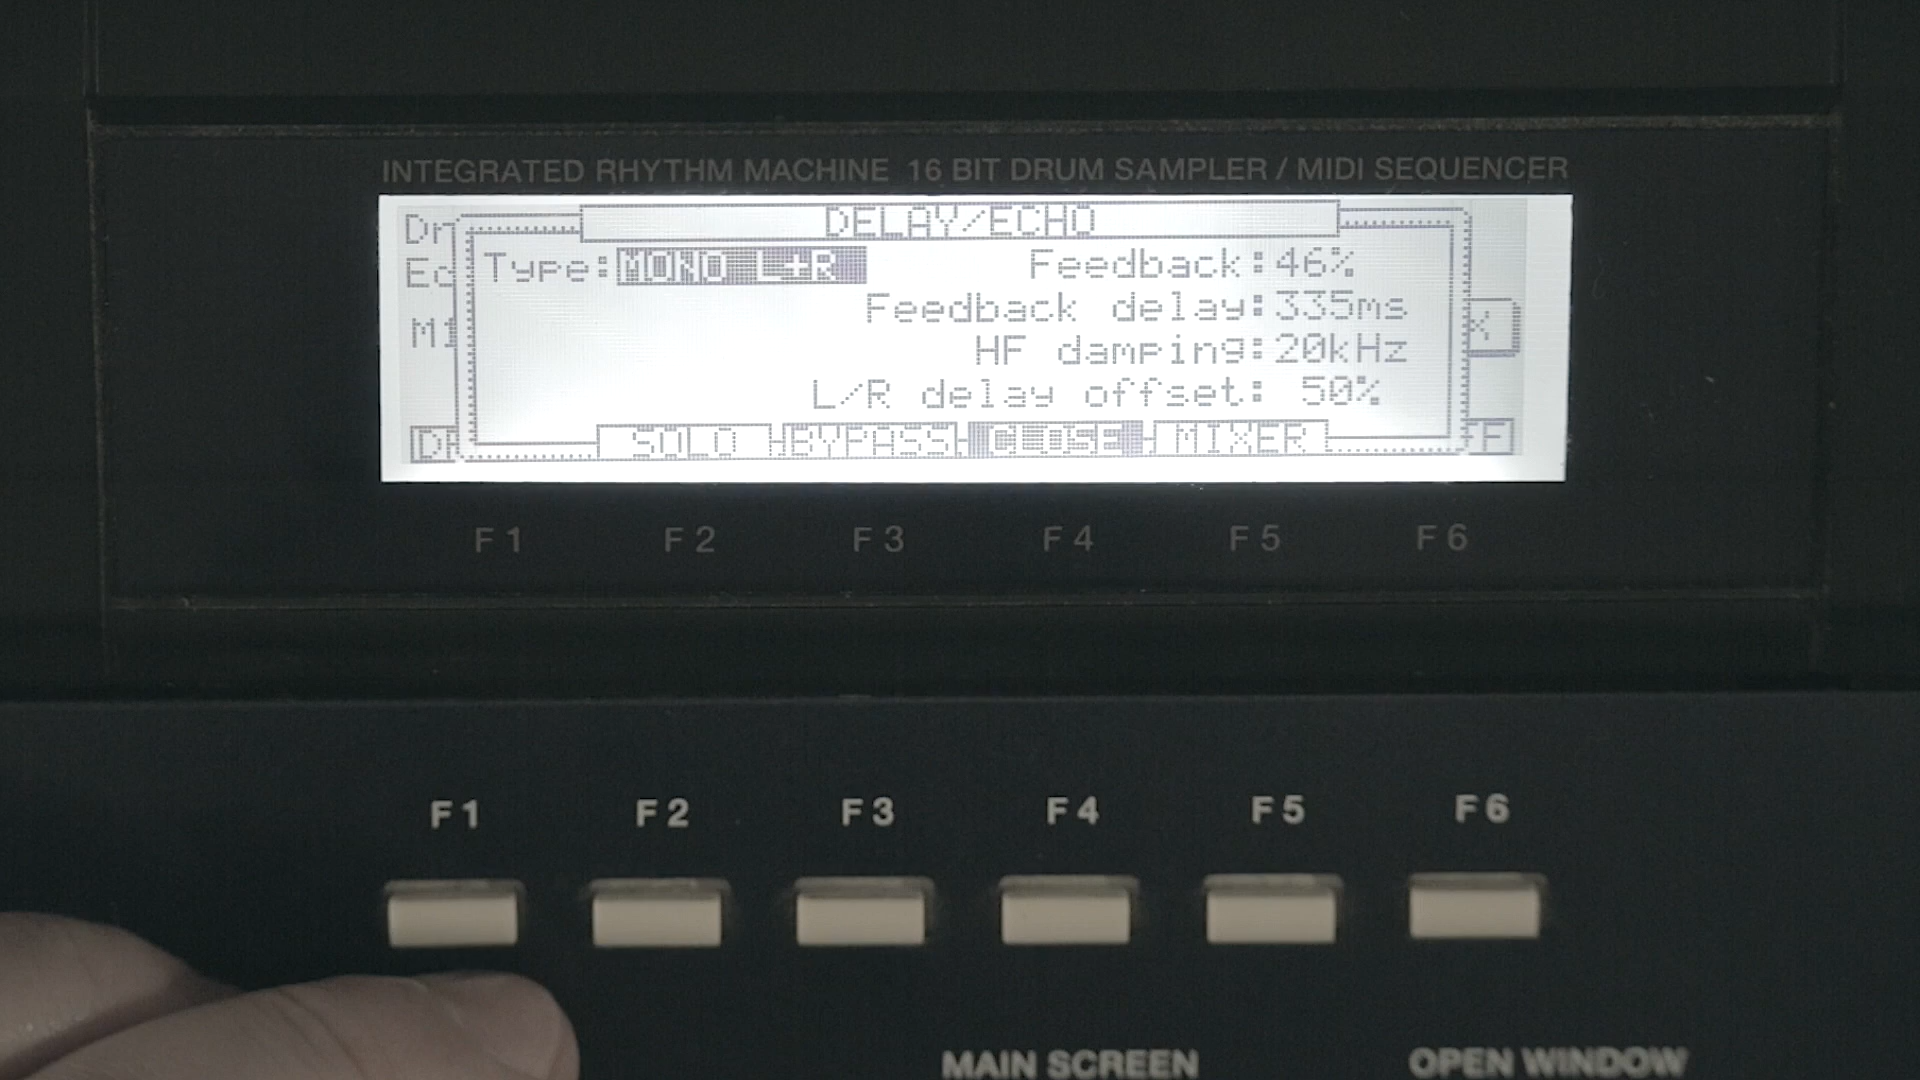 INTEGRATED RHYTHM MACHINE 16 BIT DRUM SAMPLER / MIDI SEQUENCER
DELAY/ECHO
Type:MONO L+R Feedback:46%
Feedback delay:335ms
HF damping:20kHz
L/R delay offset: 50%
SOLO BYPASS CLOSE MIXER
F1 F2 F3 F4 F5 F6
F1 F2 F3 F4 F5 F6
MAIN SCREEN OPEN WINDOW